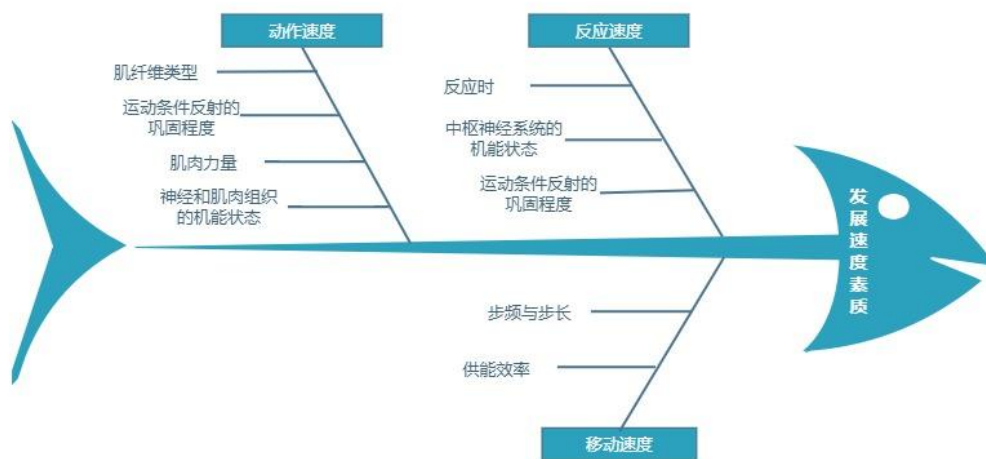 动作速度
肌纤维类型
运动条件反射的
巩固程度
肌肉力量
神经和肌肉组织
的机能状态
反应速度
反应时
中枢神经系统的
机能状态
运动条件反射的
巩固程度
步频与步长
供能效率
移动速度
发展速度素质